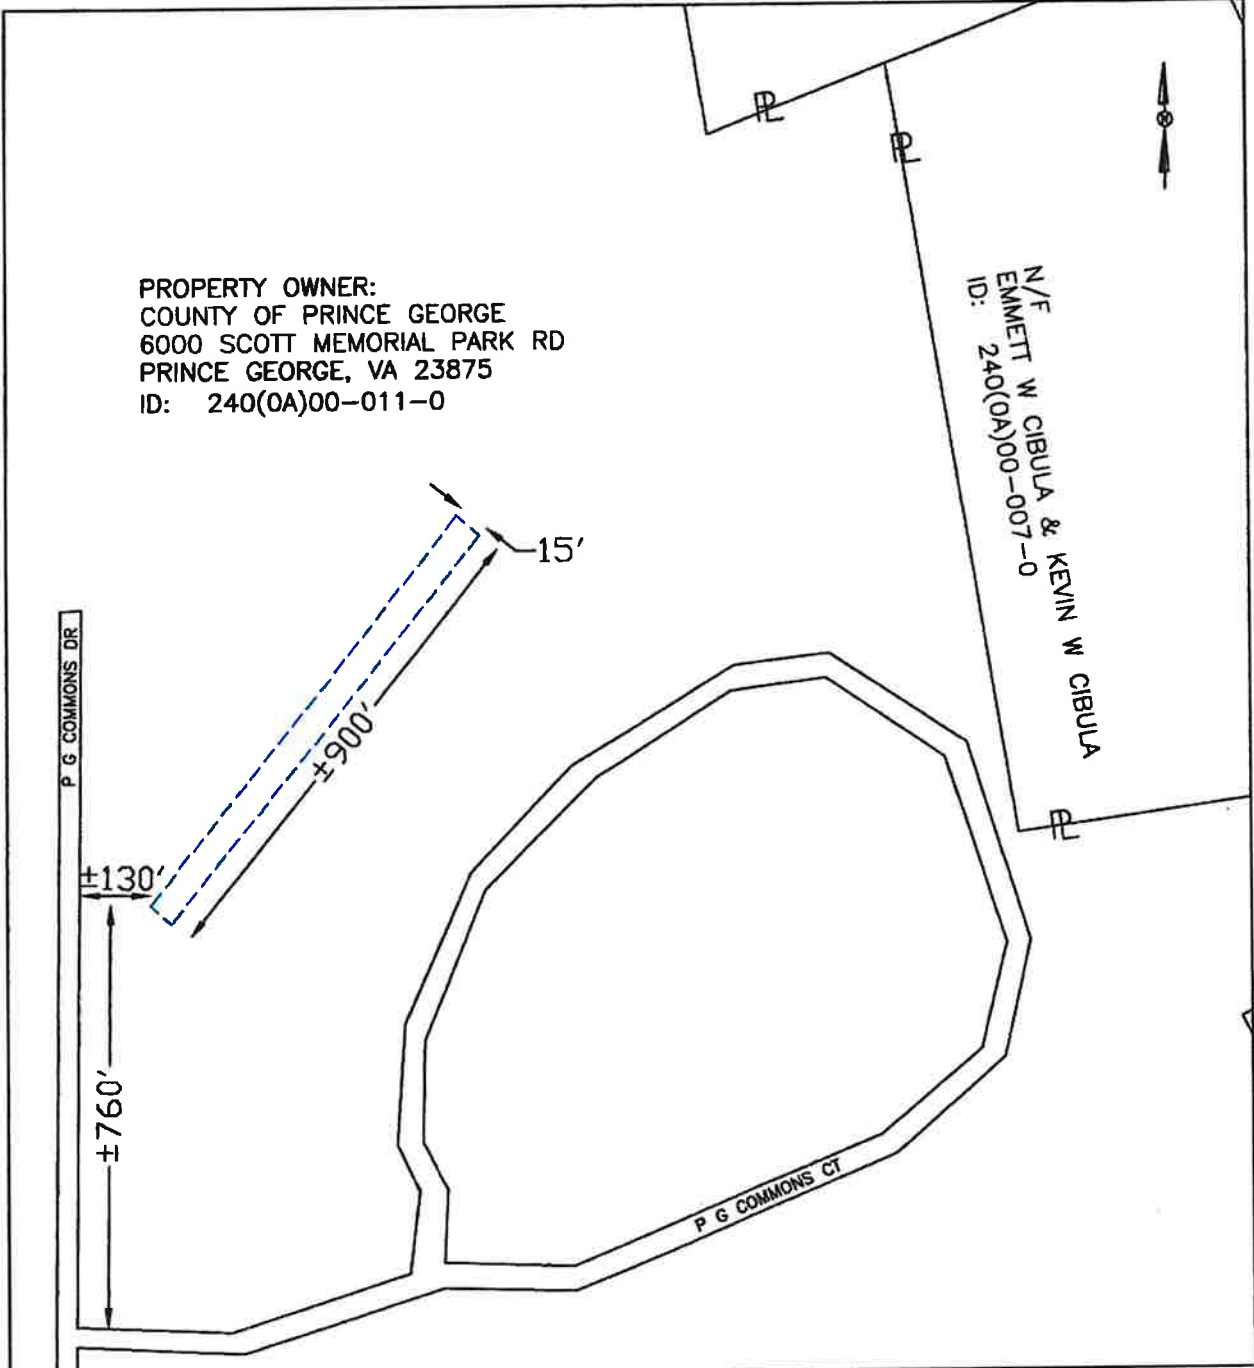 PL
PL
PROPERTY OWNER:
COUNTY OF PRINCE GEORGE
6000 SCOTT MEMORIAL PARK RD
PRINCE GEORGE, VA 23875
ID: 240(0A)00-011-0
N/F
EMMETT W CIBULA & KEVIN W CIBULA
ID: 240(0A)00-007-0
15'
±900'
P G COMMONS DR
±130'
PL
±760'
P G COMMONS CT